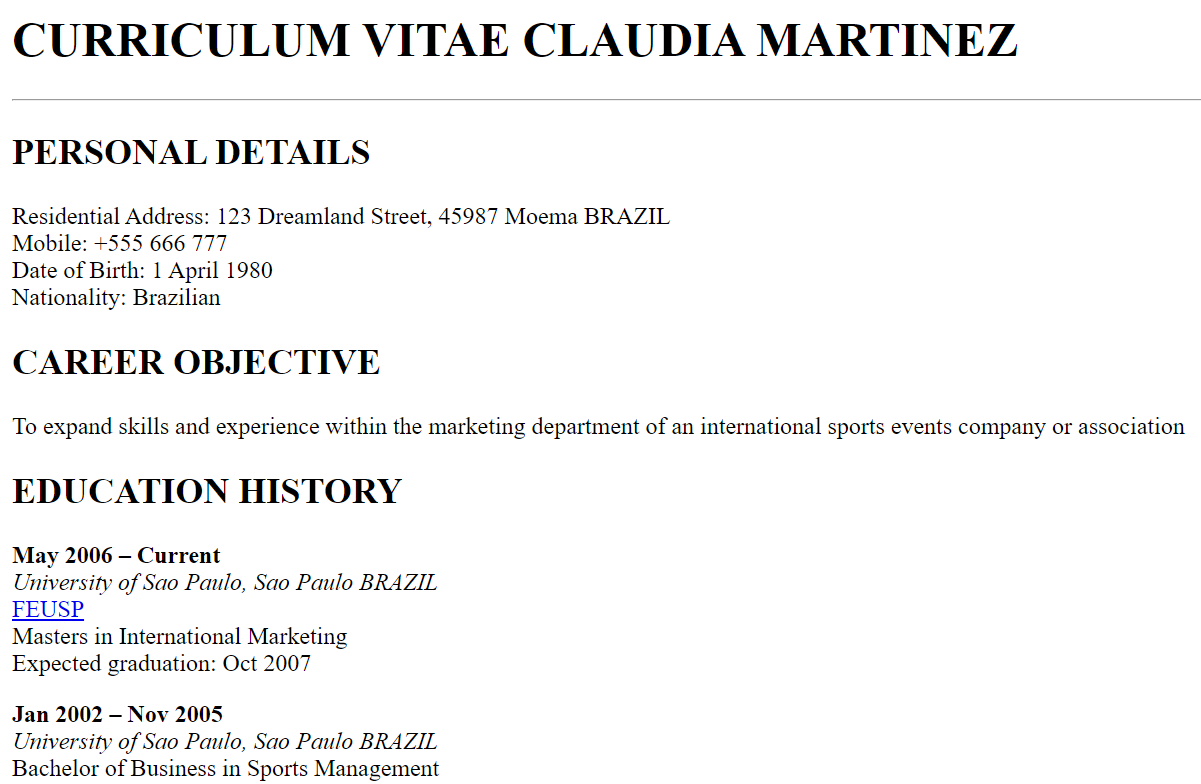 CURRICULUM VITAE CLAUDIA MARTINEZ
PERSONAL DETAILS
Residential Address: 123 Dreamland Street, 45987 Moema BRAZIL
Mobile: +555 666 777
Date of Birth: 1 April 1980
Nationality: Brazilian
CAREER OBJECTIVE
To expand skills and experience within the marketing department of an international sports events company or association
EDUCATION HISTORY
May 2006 – Current
University of Sao Paulo, Sao Paulo BRAZIL
FEUSP
Masters in International Marketing
Expected graduation: Oct 2007
Jan 2002 – Nov 2005
University of Sao Paulo, Sao Paulo BRAZIL
Bachelor of Business in Sports Management